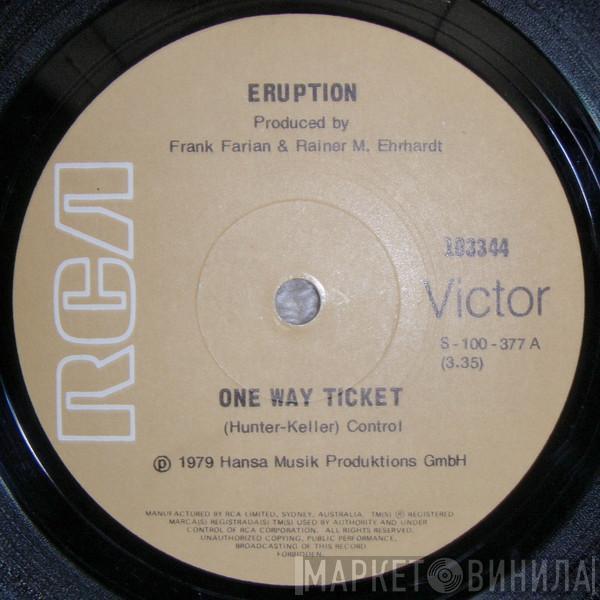 ERUPTION
Produced by
Frank Farian & Rainer M. Ehrhardt
RCA
103344
Victor
S-100-377 A
(3.35)
ONE WAY TICKET
(Hunter-Keller) Control
℗ 1979 Hansa Musik Produktions GmbH
MANUFACTURED BY RCA LIMITED, SYDNEY, AUSTRALIA. TM(S) ® REGISTERED
MARCA(S) REGISTRADA(S) TM(S) USED BY AUTHORITY AND UNDER
CONTROL OF RCA CORPORATION. ALL RIGHTS RESERVED
UNAUTHORIZED COPYING, PUBLIC PERFORMANCE,
BROADCASTING OF THIS RECORD
FORBIDDEN.
МАРКЕТ ВИНИЛА